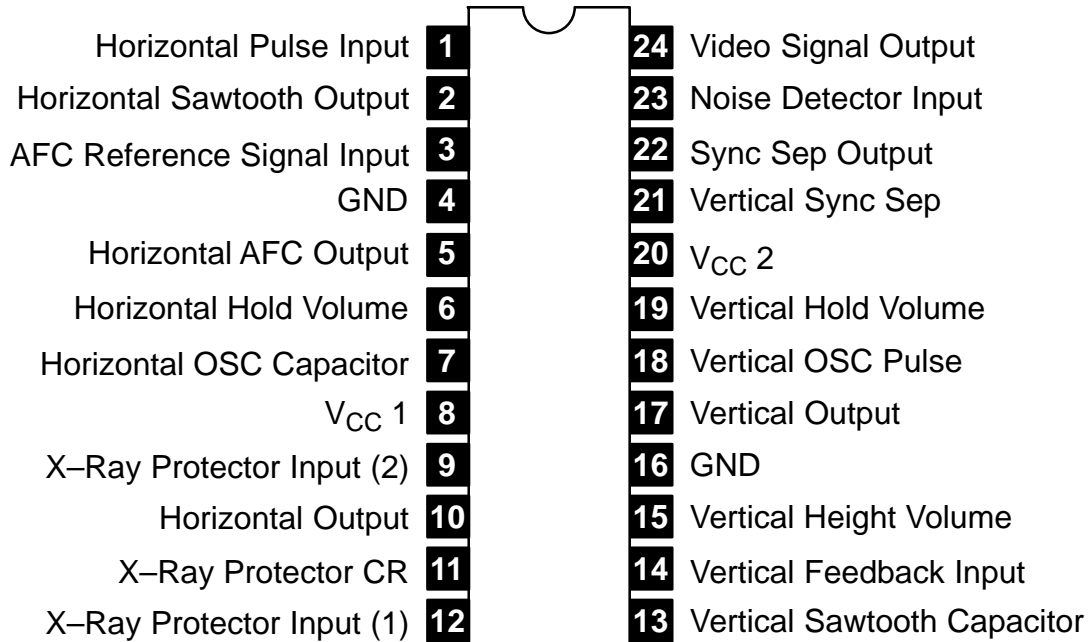 Horizontal Pulse Input 1 24 Video Signal Output
Horizontal Sawtooth Output 2 23 Noise Detector Input
AFC Reference Signal Input 3 22 Sync Sep Output
GND 4 21 Vertical Sync Sep
Horizontal AFC Output 5 20 VCC 2
Horizontal Hold Volume 6 19 Vertical Hold Volume
Horizontal OSC Capacitor 7 18 Vertical OSC Pulse
VCC 1 8 17 Vertical Output
X–Ray Protector Input (2) 9 16 GND
Horizontal Output 10 15 Vertical Height Volume
X–Ray Protector CR 11 14 Vertical Feedback Input
X–Ray Protector Input (1) 12 13 Vertical Sawtooth Capacitor